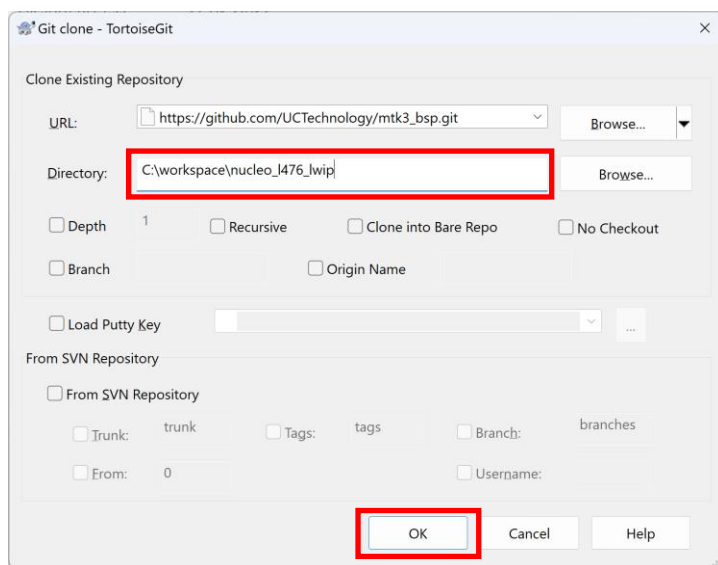 Git clone - TortoiseGit
Clone Existing Repository
URL: https://github.com/UCTechnology/mtk3_bsp.git Browse...
Directory: C:\workspace\nucleo_l476_lwip Browse...
Depth 1 Recursive Clone into Bare Repo No Checkout
Branch Origin Name
Load Putty Key ...
From SVN Repository
From SVN Repository
Trunk: trunk Tags: tags Branch: branches
From: 0 Username:
OK Cancel Help